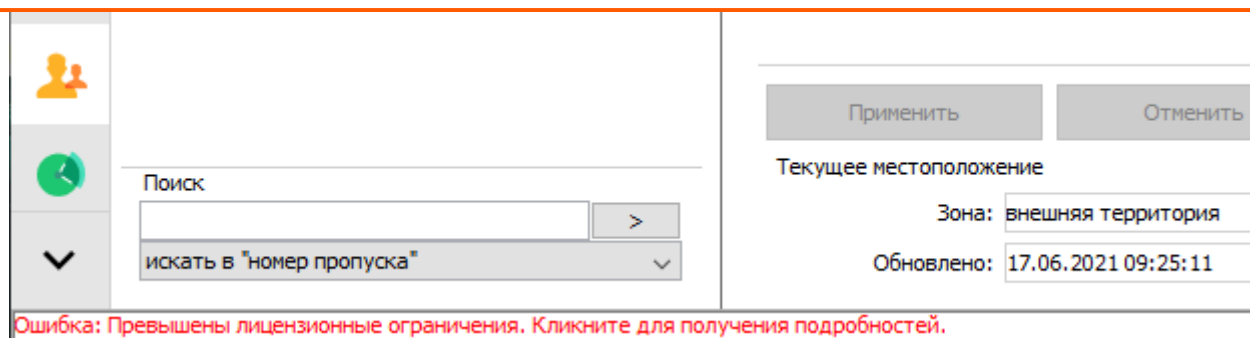 Применить
Отменить
Текущее местоположение
Поиск
Зона: внешняя территория
>
искать в "номер пропуска"
Обновлено: 17.06.2021 09:25:11
Ошибка: Превышены лицензионные ограничения. Кликните для получения подробностей.